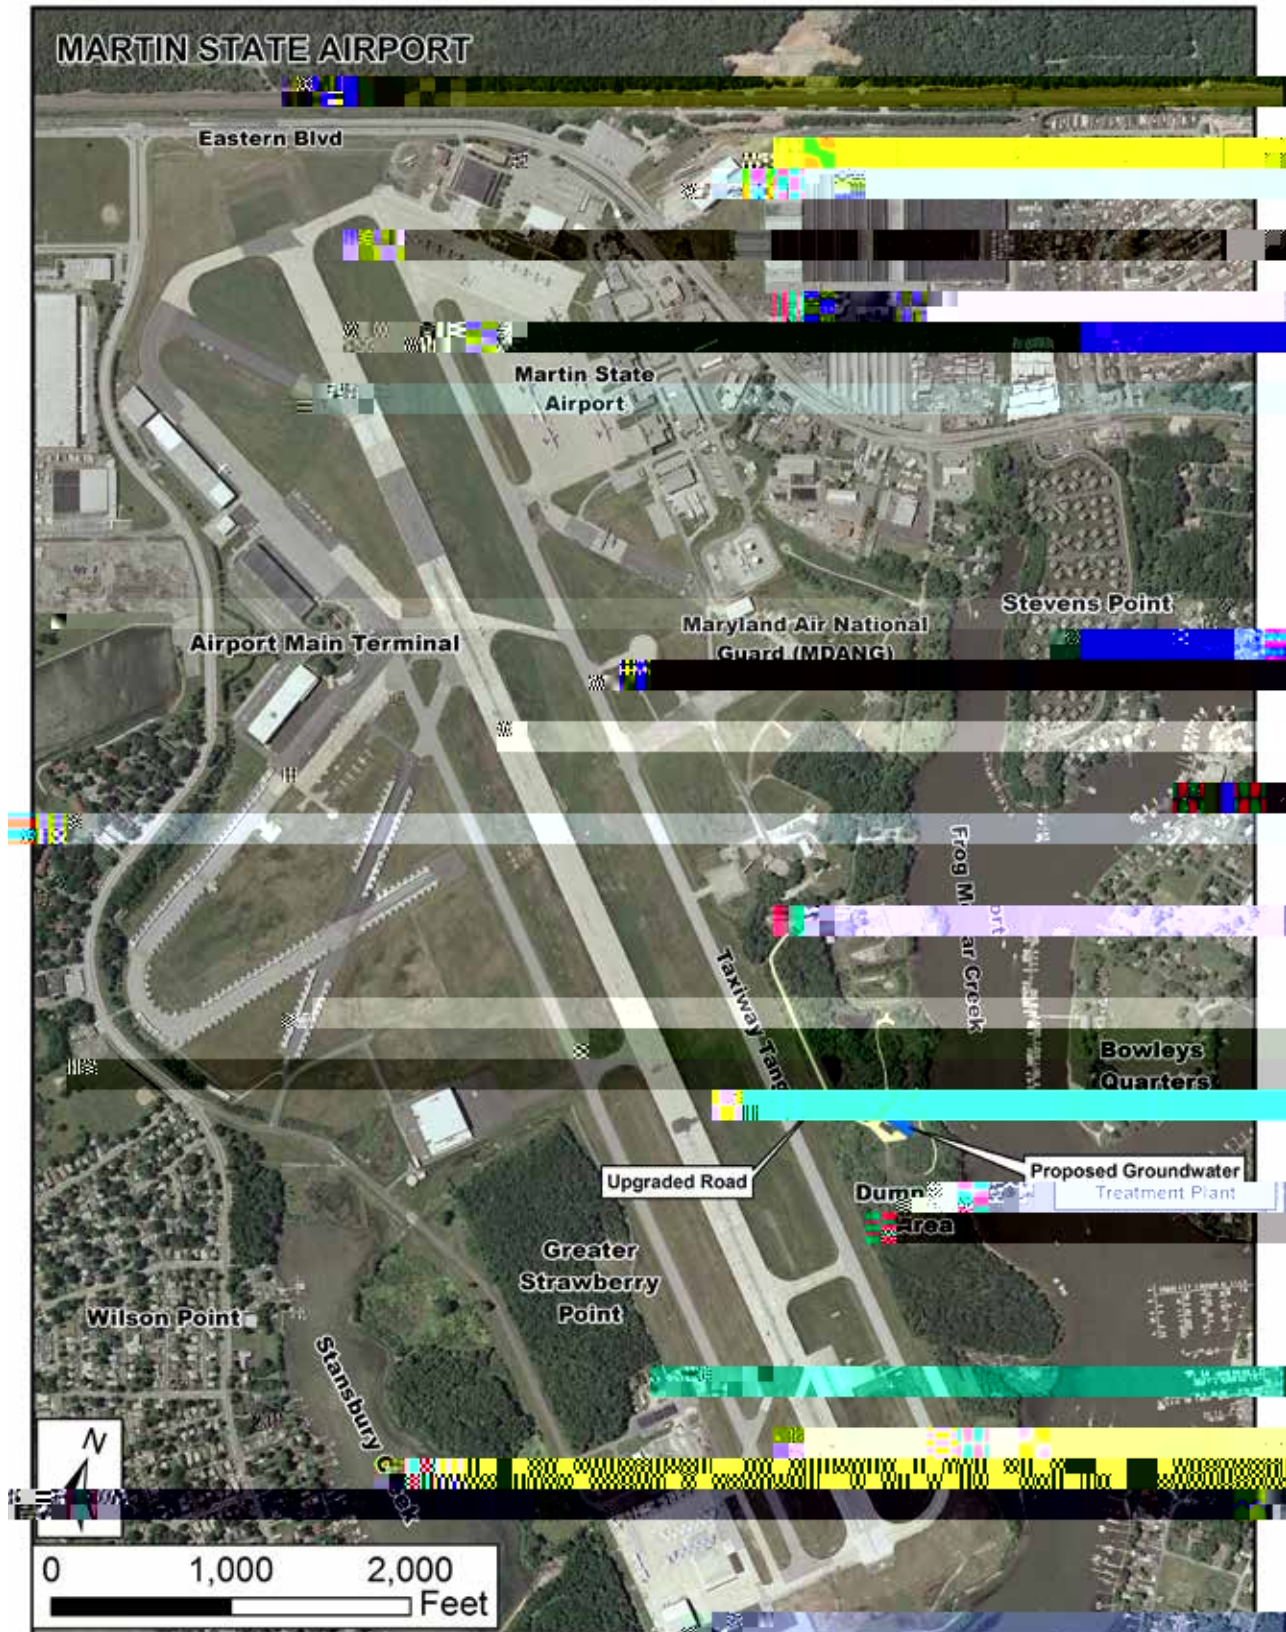 MARTIN STATE AIRPORT
Eastern Blvd
Martin State
Airport
Stevens Point
Maryland Air National
Guard (MDANG)
Airport Main Terminal
Frog
Creek
Taxiway
Bowleys
Quarters
Upgraded Road
Proposed Groundwater
Treatment Plant
Dump
Area
Greater
Strawberry
Point
Wilson Point
Stansbury
N
0 1,000 2,000
Feet